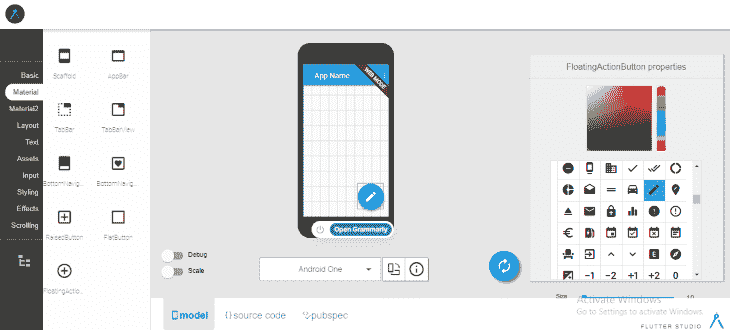 Basic
Material
Material2
Layout
Text
Assets
Input
Styling
Effects
Scrolling
Scaffold
AppBar
TabBar
TabBarView
BottomNavig...
BottomNavig...
RaisedButton
FlatButton
FloatingActio...
App Name
WEB MODE
Open Grammarly
Debug
Scale
Android One
model
{} source code
pubspec
FloatingActionButton properties
E
−1
−2
+1
+2
0
Size
10
Activate Windows
Go to Settings to activate Windows.
FLUTTER STUDIO